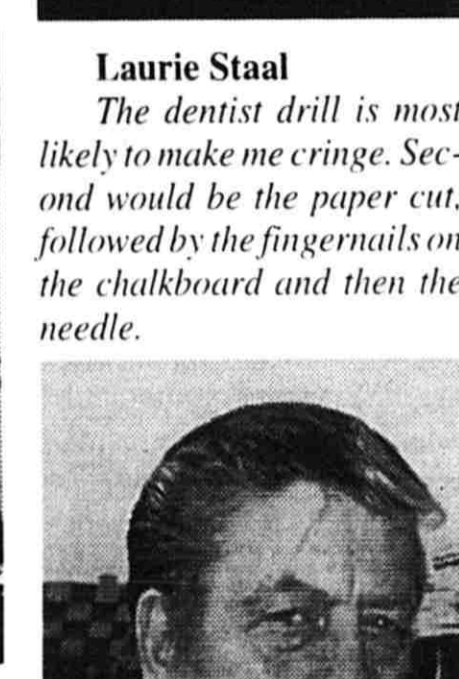 Laurie Staal
The dentist drill is most
likely to make me cringe. Sec-
ond would be the paper cut,
followed by the fingernails on
the chalkboard and then the
needle.